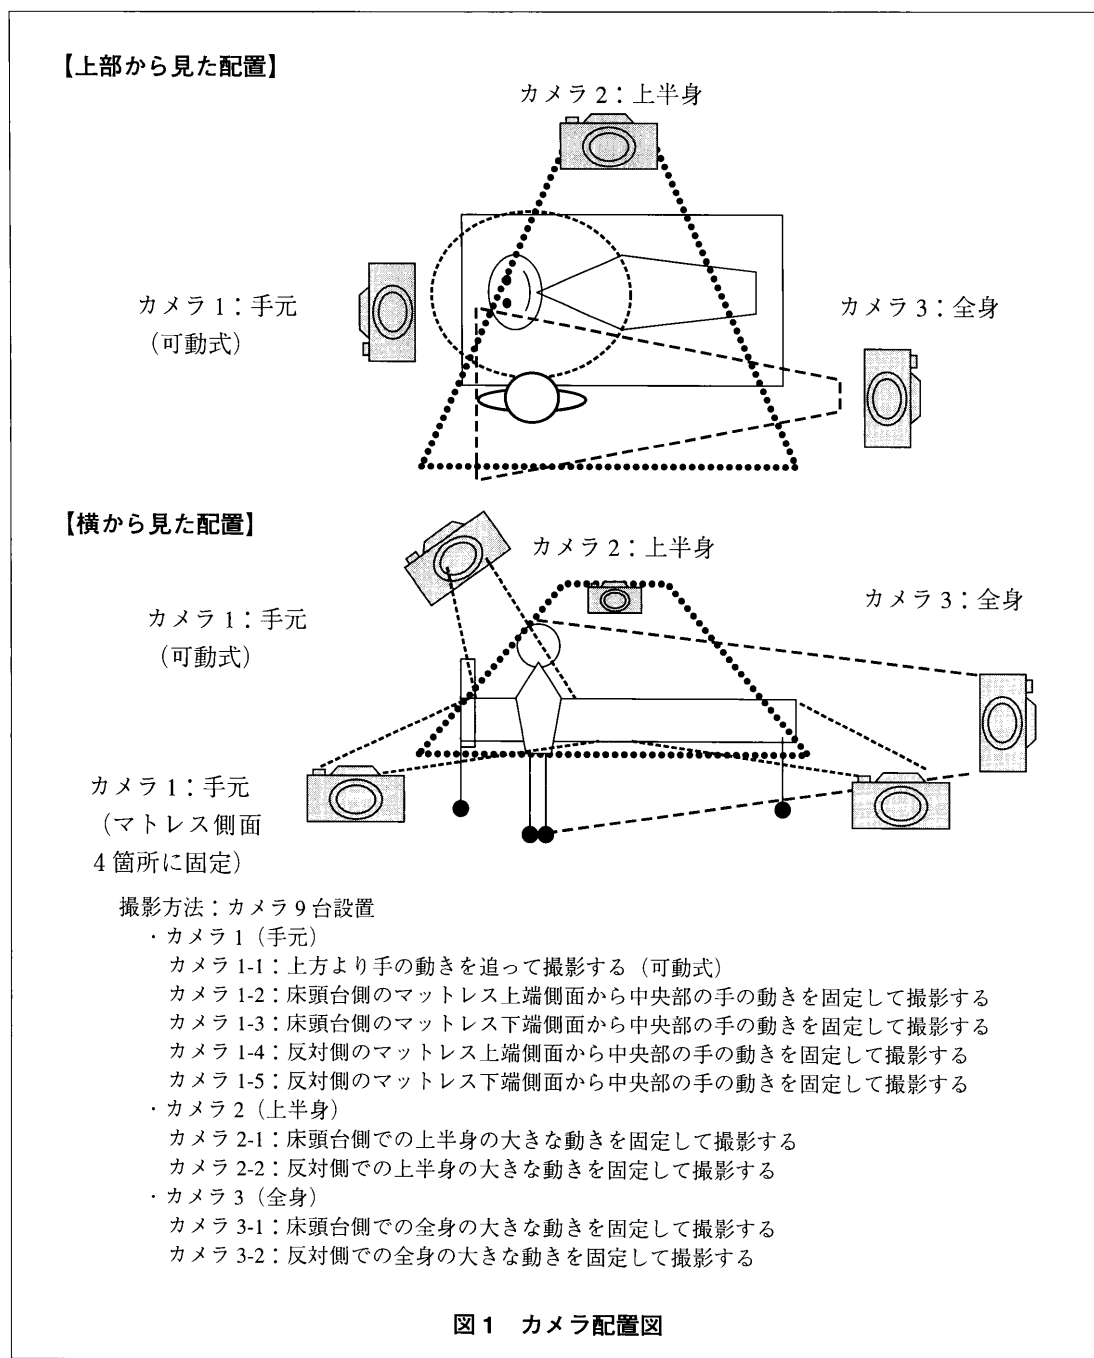 【上部から見た配置】
カメラ 2：上半身
カメラ 1：手元
（可動式）
カメラ 3：全身
【横から見た配置】
カメラ 2：上半身
カメラ 3：全身
カメラ 1：手元
（可動式）
カメラ 1：手元
（マトレス側面
4 箇所に固定）
撮影方法：カメラ 9 台設置
・カメラ 1（手元）
カメラ 1-1：上方より手の動きを追って撮影する（可動式）
カメラ 1-2：床頭台側のマットレス上端側面から中央部の手の動きを固定して撮影する
カメラ 1-3：床頭台側のマットレス下端側面から中央部の手の動きを固定して撮影する
カメラ 1-4：反対側のマットレス上端側面から中央部の手の動きを固定して撮影する
カメラ 1-5：反対側のマットレス下端側面から中央部の手の動きを固定して撮影する
・カメラ 2（上半身）
カメラ 2-1：床頭台側での上半身の大きな動きを固定して撮影する
カメラ 2-2：反対側での上半身の大きな動きを固定して撮影する
・カメラ 3（全身）
カメラ 3-1：床頭台側での全身の大きな動きを固定して撮影する
カメラ 3-2：反対側での全身の大きな動きを固定して撮影する
図 1　カメラ配置図